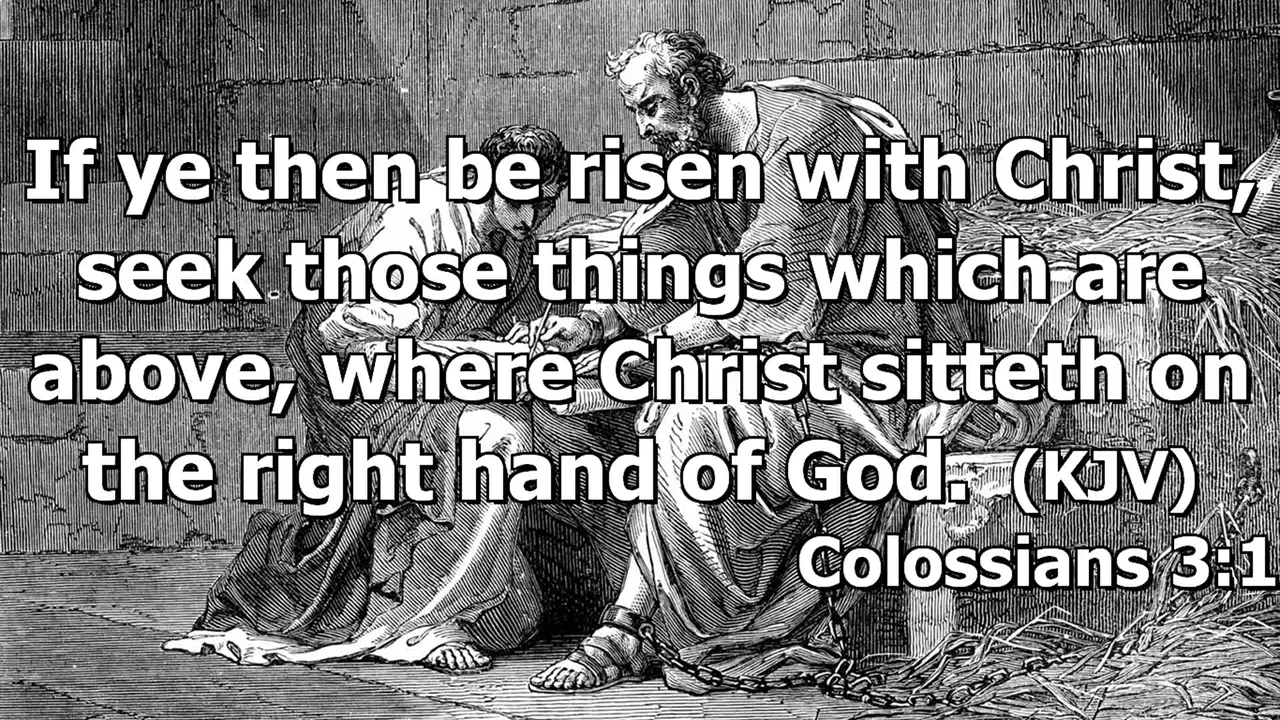 If ye then be risen with Christ,
seek those things which are
above, where Christ sitteth on
the right hand of God. (KJV)
Colossians 3:1